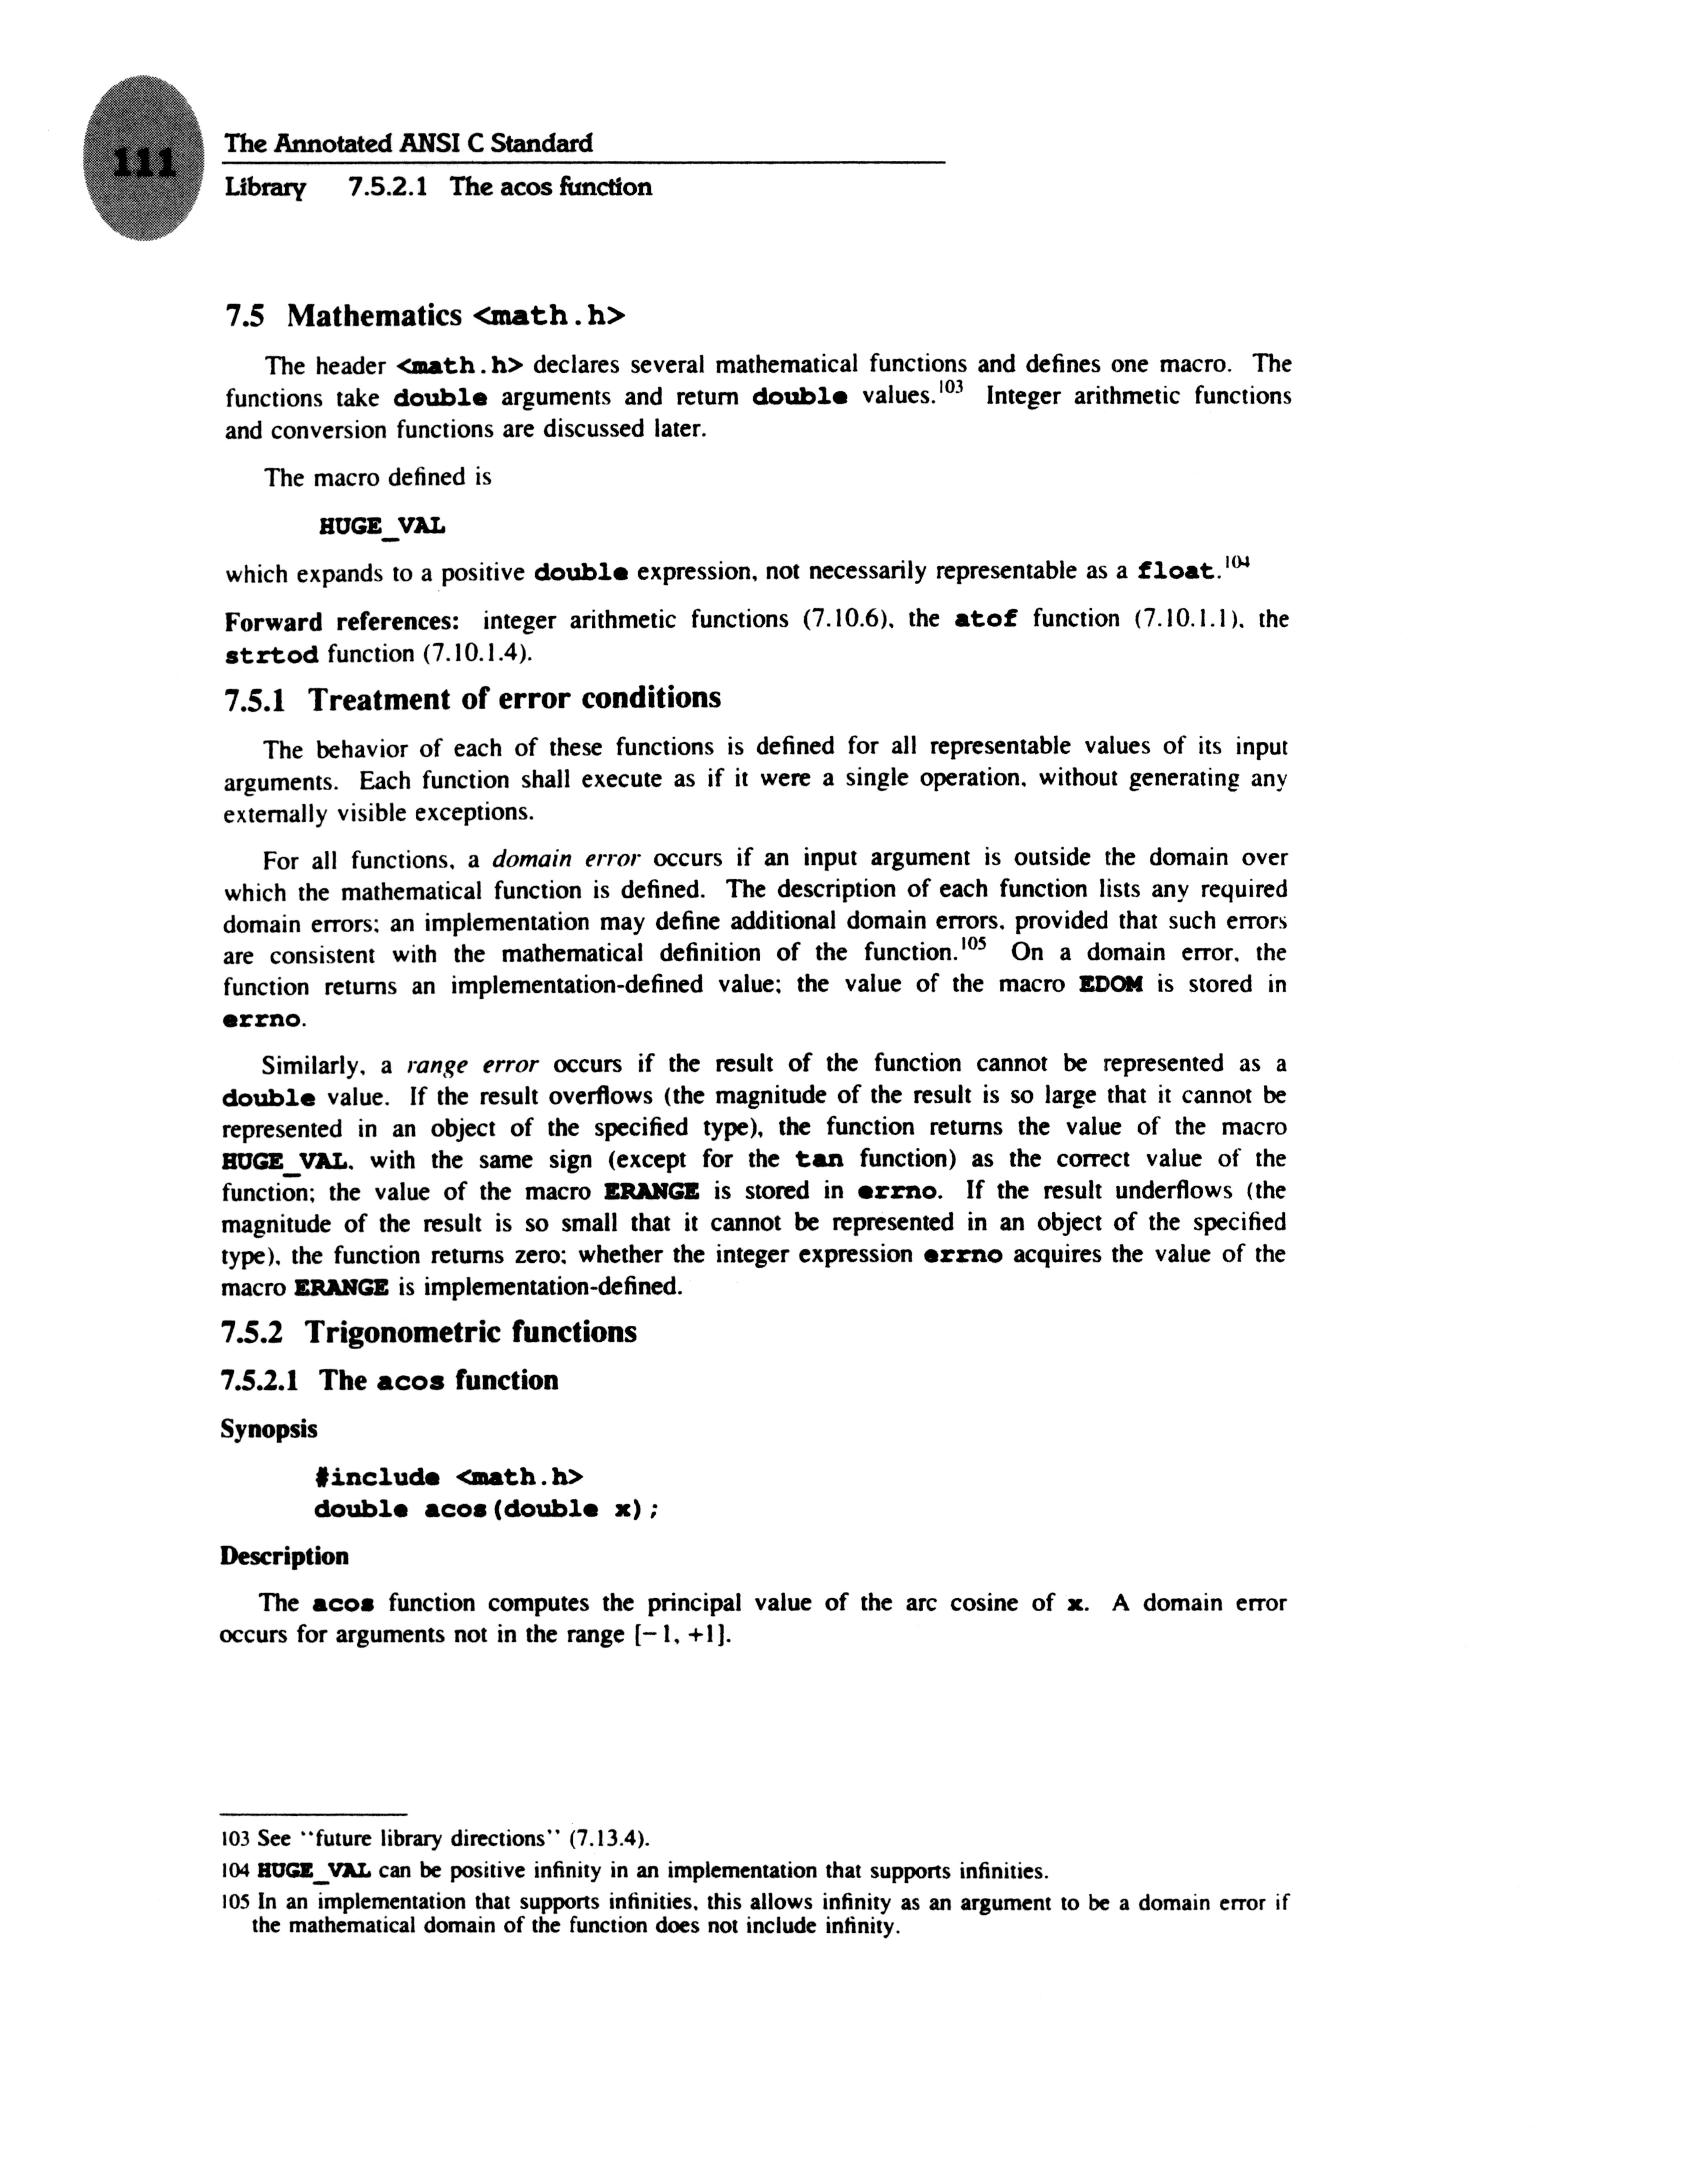 111
The Annotated ANSI C Standard
Library 7.5.2.1 The acos function
7.5 Mathematics <math.h>
The header <math.h> declares several mathematical functions and defines one macro. The
functions take double arguments and return double values.103 Integer arithmetic functions
and conversion functions are discussed later.
The macro defined is
HUGE_VAL
which expands to a positive double expression, not necessarily representable as a float.104
Forward references: integer arithmetic functions (7.10.6), the atof function (7.10.1.1), the
strtod function (7.10.1.4).
7.5.1 Treatment of error conditions
The behavior of each of these functions is defined for all representable values of its input
arguments. Each function shall execute as if it were a single operation, without generating any
externally visible exceptions.
For all functions, a domain error occurs if an input argument is outside the domain over
which the mathematical function is defined. The description of each function lists any required
domain errors; an implementation may define additional domain errors, provided that such errors
are consistent with the mathematical definition of the function.105 On a domain error, the
function returns an implementation-defined value; the value of the macro EDOM is stored in
errno.
Similarly, a range error occurs if the result of the function cannot be represented as a
double value. If the result overflows (the magnitude of the result is so large that it cannot be
represented in an object of the specified type), the function returns the value of the macro
HUGE_VAL, with the same sign (except for the tan function) as the correct value of the
function; the value of the macro ERANGE is stored in errno. If the result underflows (the
magnitude of the result is so small that it cannot be represented in an object of the specified
type), the function returns zero; whether the integer expression errno acquires the value of the
macro ERANGE is implementation-defined.
7.5.2 Trigonometric functions
7.5.2.1 The acos function
Synopsis
#include <math.h>
double acos(double x);
Description
The acos function computes the principal value of the arc cosine of x. A domain error
occurs for arguments not in the range [−1, +1].
103 See ``future library directions'' (7.13.4).
104 HUGE_VAL can be positive infinity in an implementation that supports infinities.
105 In an implementation that supports infinities, this allows infinity as an argument to be a domain error if
the mathematical domain of the function does not include infinity.